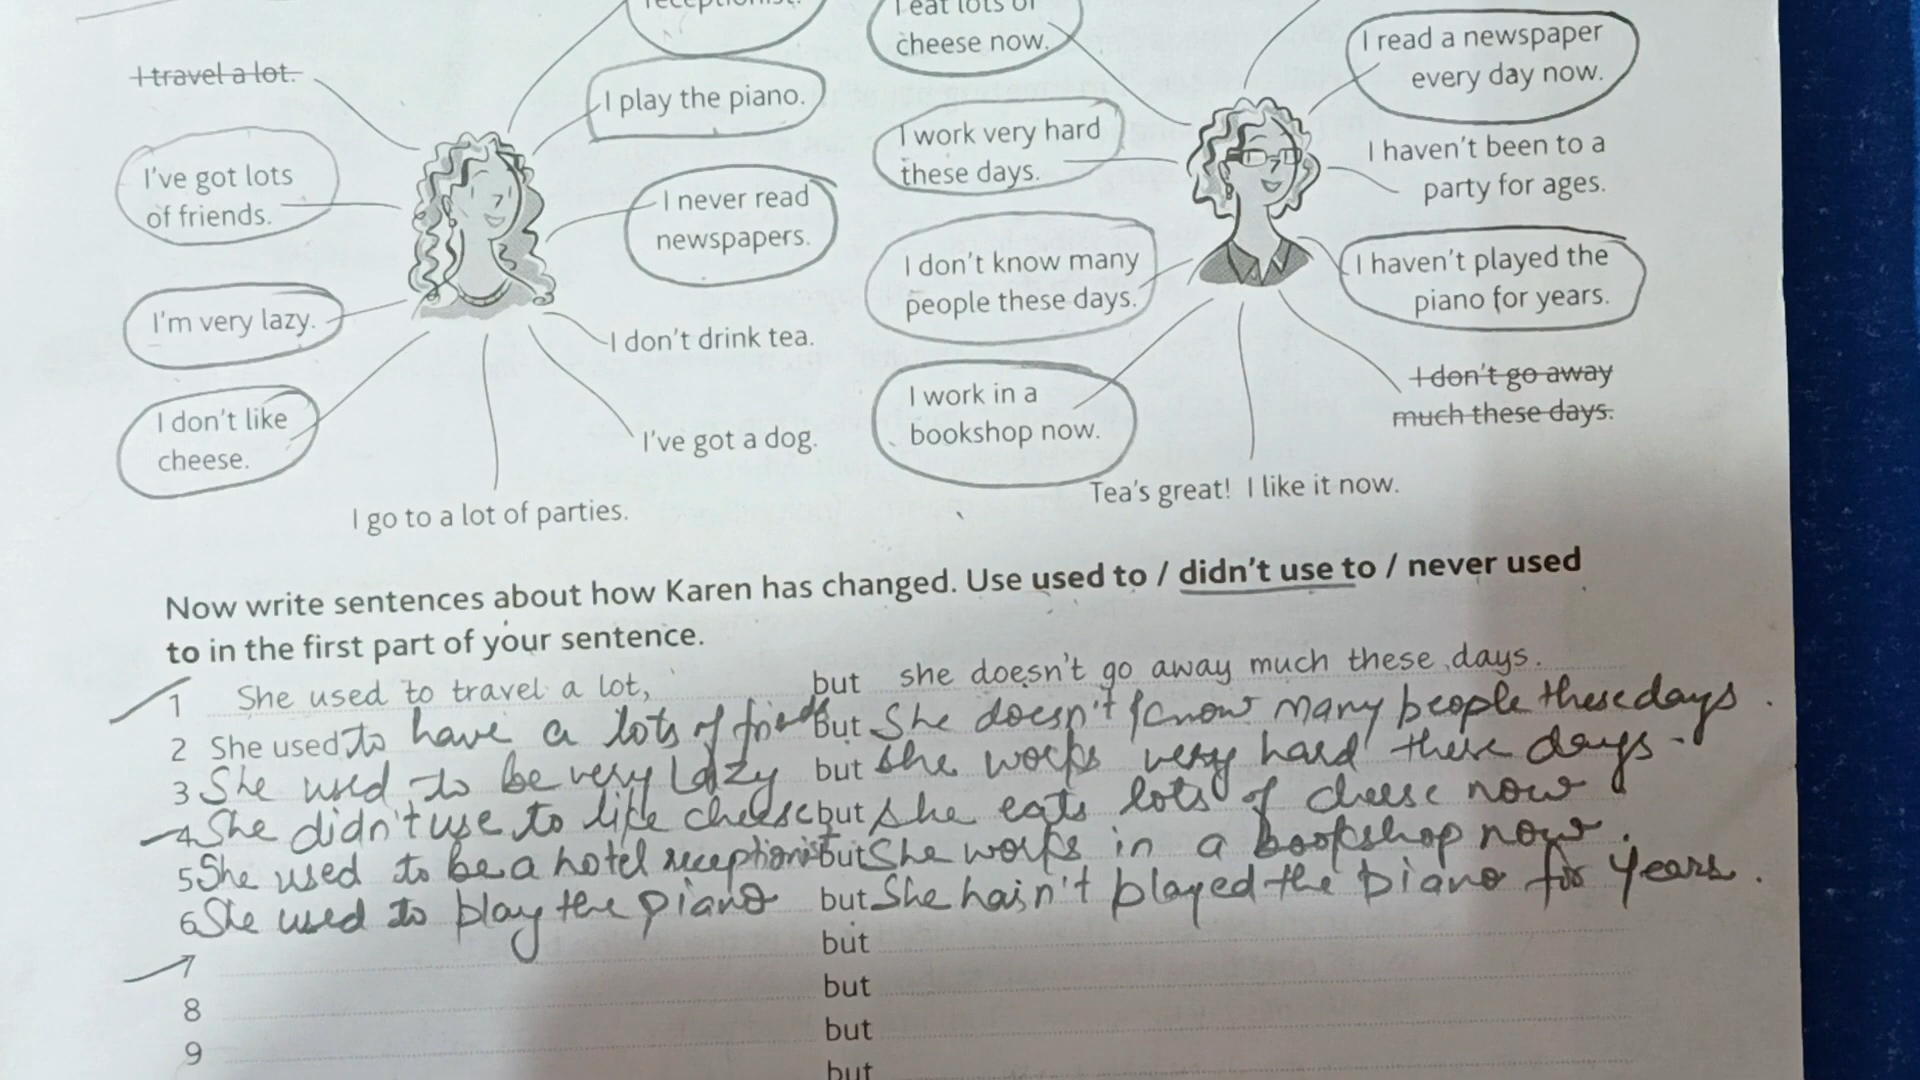 receptionist.
I eat lots of
cheese now.
I read a newspaper
every day now.
I travel a lot.
I play the piano.
I work very hard
these days.
I haven't been to a
party for ages.
I've got lots
of friends.
I never read
newspapers.
I don't know many
people these days.
I haven't played the
piano for years.
I'm very lazy.
I don't drink tea.
I work in a
bookshop now.
I don't go away
much these days.
I don't like
cheese.
I've got a dog.
Tea's great! I like it now.
I go to a lot of parties.
Now write sentences about how Karen has changed. Use used to / didn't use to / never used
to in the first part of your sentence.
1 She used to travel a lot, but she doesn't go away much these days.
2 She used to have a lots of friends but She doesn't know many people these days.
3 She used to be very lazy but she works very hard these days.
4 She didn't use to like cheese but she eats lots of cheese now
5 She used to be a hotel receptionist but She works in a bookshop now.
6 She used to play the piano but She hasn't played the piano for years.
7 but
8 but
9 but
but